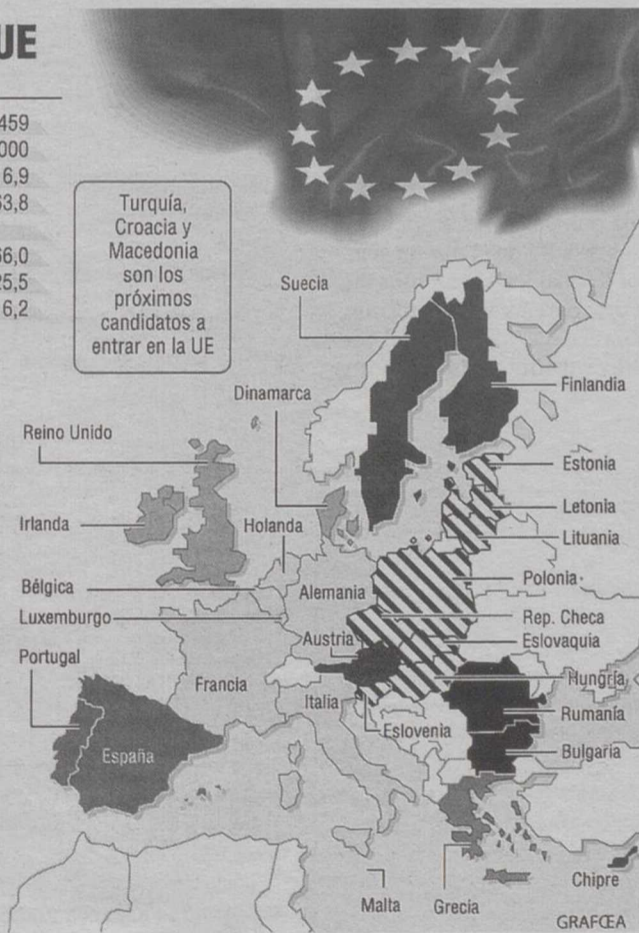 UE
459
000
6,9
63,8
66,0
25,5
6,2
Turquía,
Croacia y
Macedonia
son los
próximos
candidatos a
entrar en la UE
Suecia
Finlandia
Dinamarca
Reino Unido
Estonia
Letonia
Irlanda
Holanda
Lituania
Bélgica
Alemania
Polonia
Luxemburgo
Rep. Checa
Austria
Eslovaquia
Portugal
Francia
Hungría
Italia
Rumanía
Eslovenia
España
Bulgaria
Chipre
Malta
Grecia
GRAFŒA